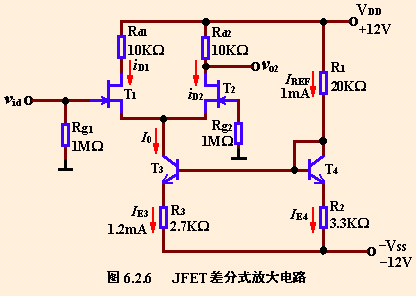 VDD
+12V
Rd1
10KΩ
Rd2
10KΩ
iD1
iD2
vo2
T1
T2
IREF
1mA
R1
20KΩ
vid
Rg1
1MΩ
Rg2
1MΩ
I0
T3
T4
IE3
1.2mA
R3
2.7KΩ
IE4
R2
3.3KΩ
-VSS
-12V
图 6.2.6 JFET 差分式放大电路